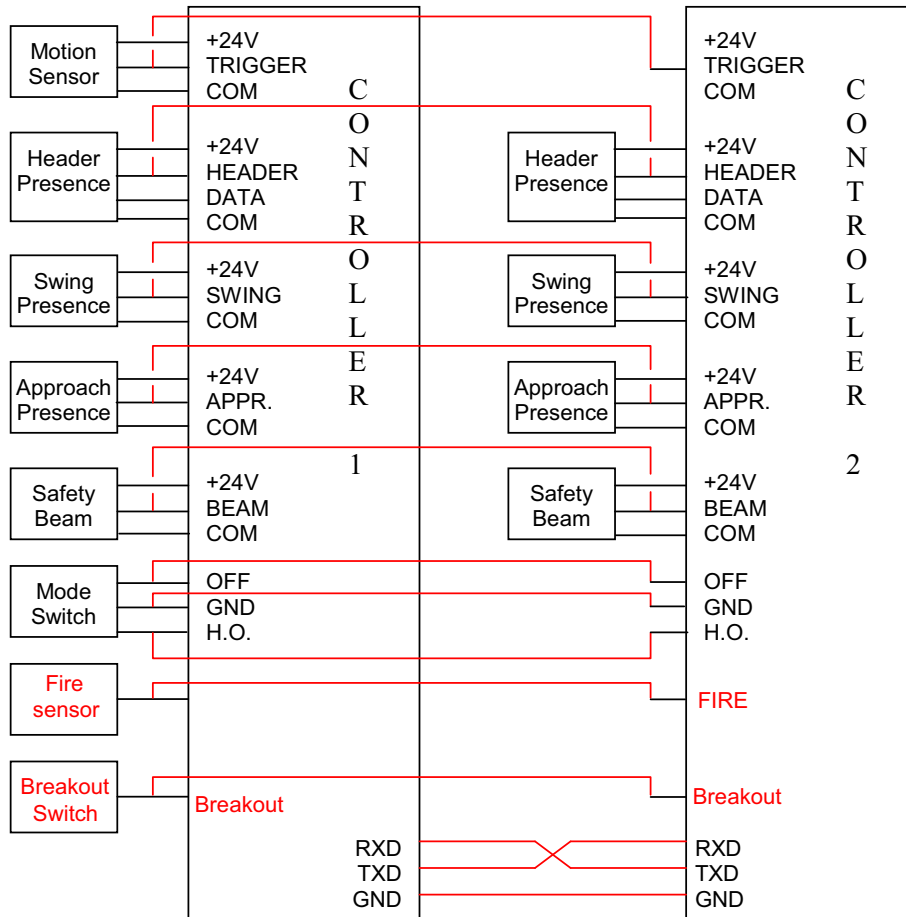 Motion
Sensor
+24V
TRIGGER
COM
Header
Presence
+24V
HEADER
DATA
COM
Swing
Presence
+24V
SWING
COM
Approach
Presence
+24V
APPR.
COM
Safety
Beam
+24V
BEAM
COM
Mode
Switch
OFF
GND
H.O.
Fire
sensor
Breakout
Switch
Breakout
C
O
N
T
R
O
L
L
E
R
1
RXD
TXD
GND
+24V
TRIGGER
COM
Header
Presence
+24V
HEADER
DATA
COM
Swing
Presence
+24V
SWING
COM
Approach
Presence
+24V
APPR.
COM
Safety
Beam
+24V
BEAM
COM
OFF
GND
H.O.
FIRE
Breakout
C
O
N
T
R
O
L
L
E
R
2
RXD
TXD
GND